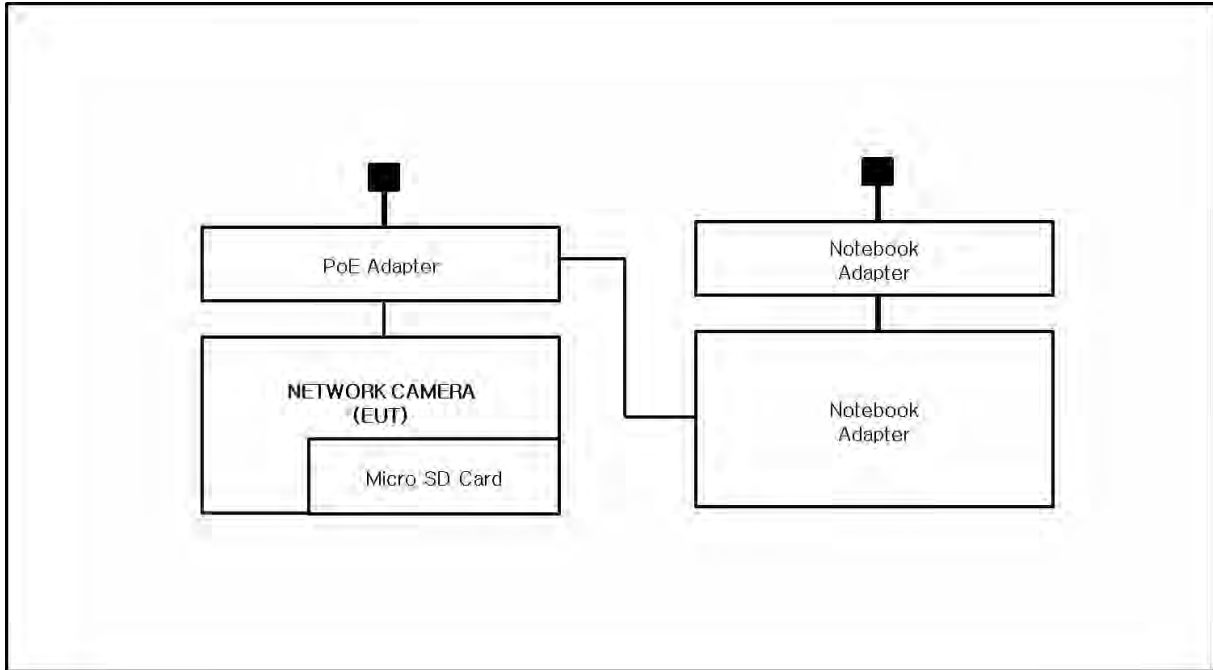 PoE Adapter
NETWORK CAMERA
(EUT)
Micro SD Card
Notebook
Adapter
Notebook
Adapter